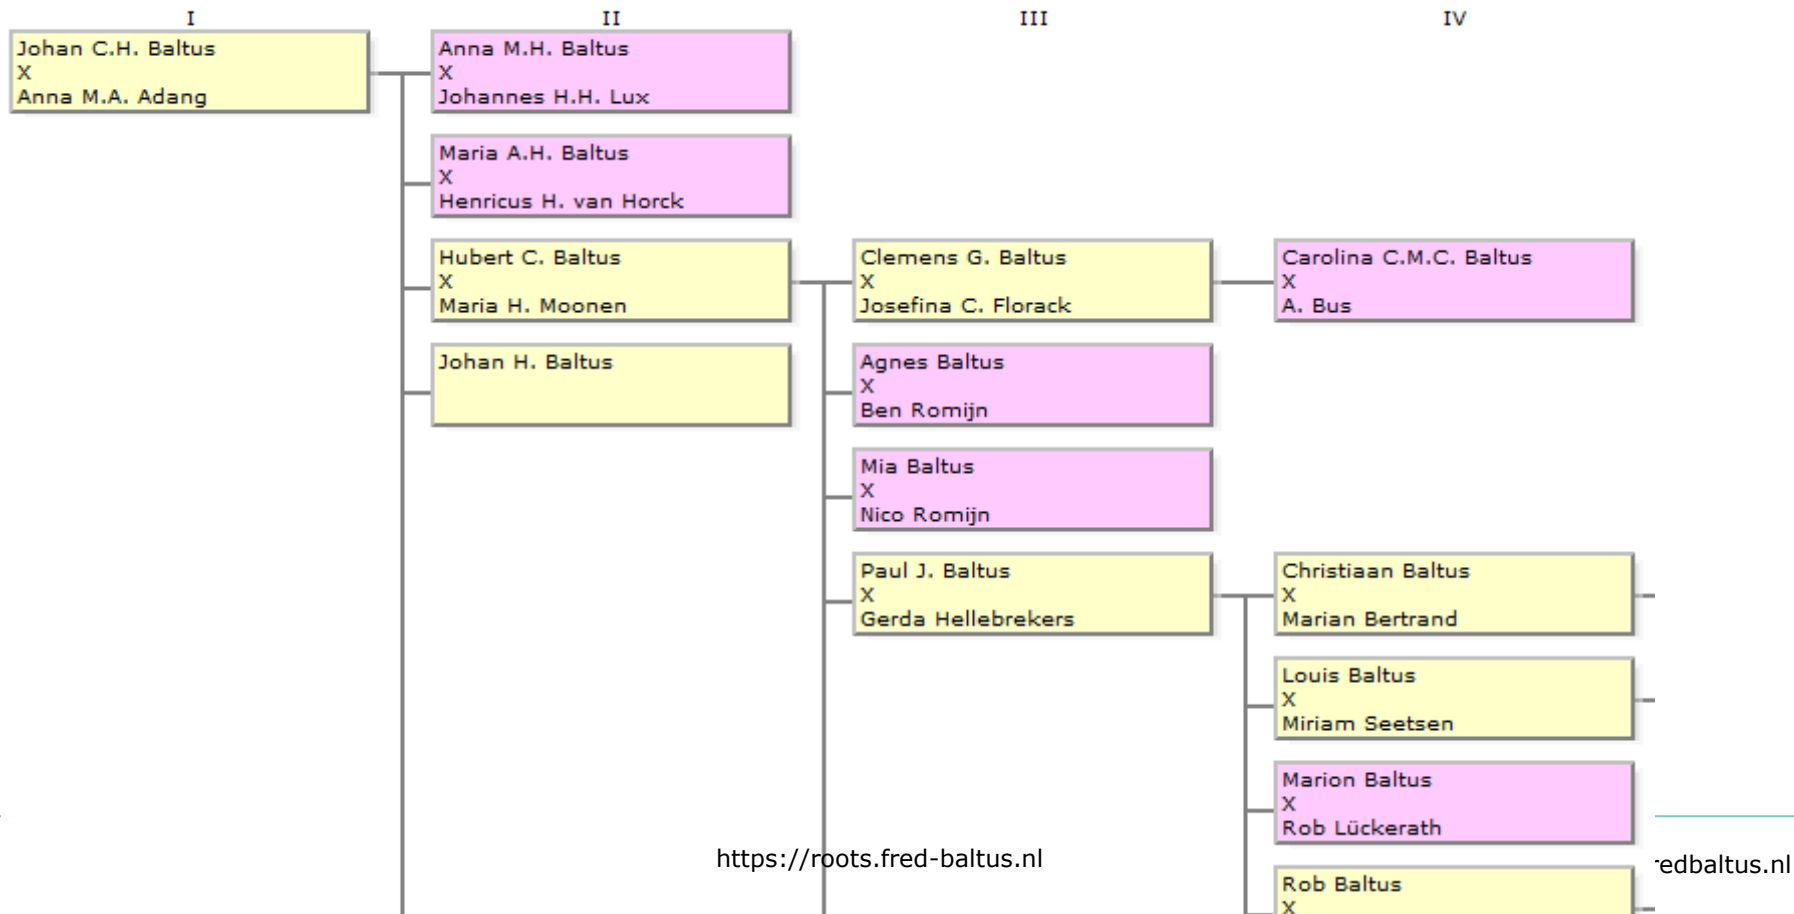 I
II
III
IV
Johan C.H. Baltus
X
Anna M.A. Adang
Anna M.H. Baltus
X
Johannes H.H. Lux
Maria A.H. Baltus
X
Henricus H. van Horck
Hubert C. Baltus
X
Maria H. Moonen
Clemens G. Baltus
X
Josefina C. Florack
Carolina C.M.C. Baltus
X
A. Bus
Johan H. Baltus
Agnes Baltus
X
Ben Romijn
Mia Baltus
X
Nico Romijn
Paul J. Baltus
X
Gerda Hellebrekers
Christiaan Baltus
X
Marian Bertrand
Louis Baltus
X
Miriam Seetsen
Marion Baltus
X
Rob Lückerath
Rob Baltus
X
https://roots.fred-baltus.nl
edbaltus.nl